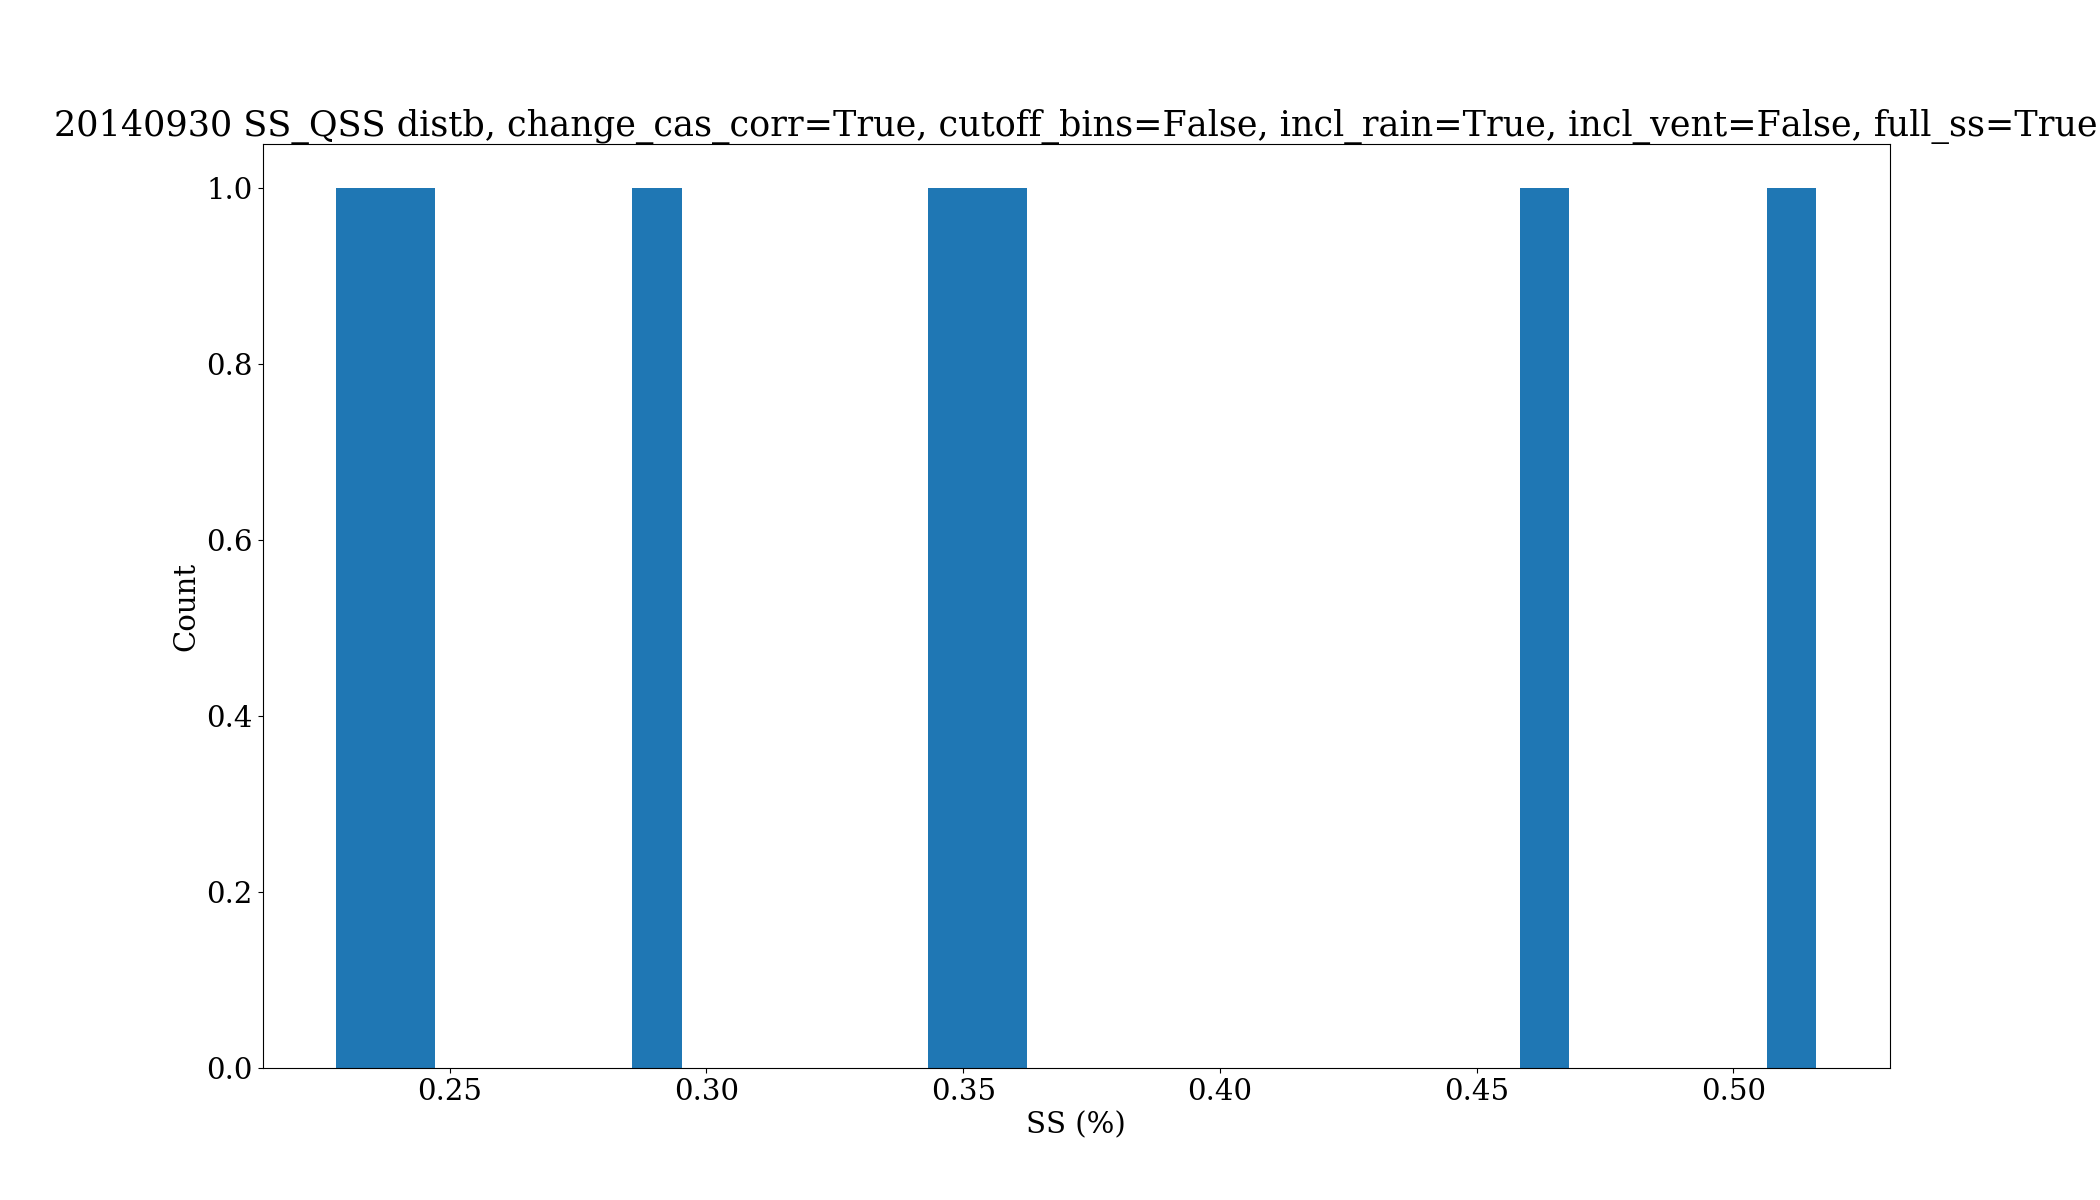 20140930 SS_QSS distb, change_cas_corr=True, cutoff_bins=False, incl_rain=True, incl_vent=False, full_ss=True
1.0
0.8
0.6
0.4
0.2
0.0
Count
0.25 0.30 0.35 0.40 0.45 0.50
SS (%)